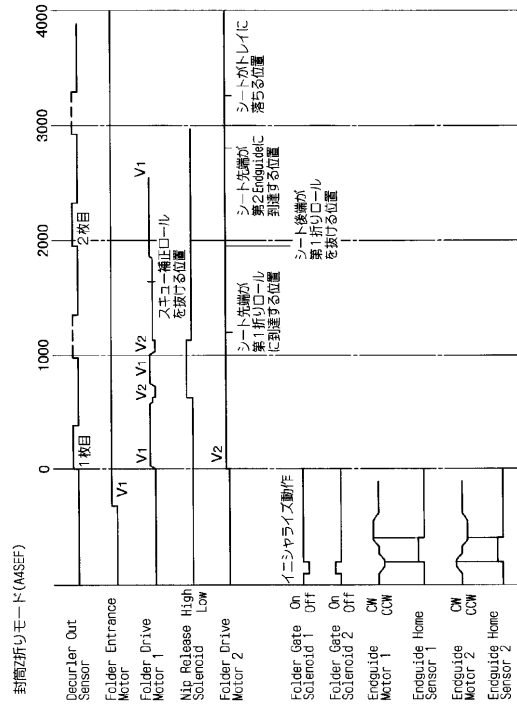 封筒Z折りモード(A4SEF)
0
1000
2000
3000
4000
Decurler Out
Sensor
1枚目
2枚目
Folder Entrance
Motor
V1
Folder Drive
Motor 1
V1
V2
V1
V2
V1
スキュー補正ロール
を抜ける位置
Nip Release High
Solenoid Low
Folder Drive
Motor 2
V2
シート先端が
第1折りロール
に到達する位置
シート後端が
第1折りロール
を抜ける位置
シート先端が
第2Endguideに
到達する位置
シートがトレイに
落ちる位置
イニシャライズ動作
Folder Gate On
Solenoid 1 Off
Folder Gate On
Solenoid 2 Off
Endguide CW
Motor 1 CCW
Endguide Home
Sensor 1
Endguide CW
Motor 2 CCW
Endguide Home
Sensor 2